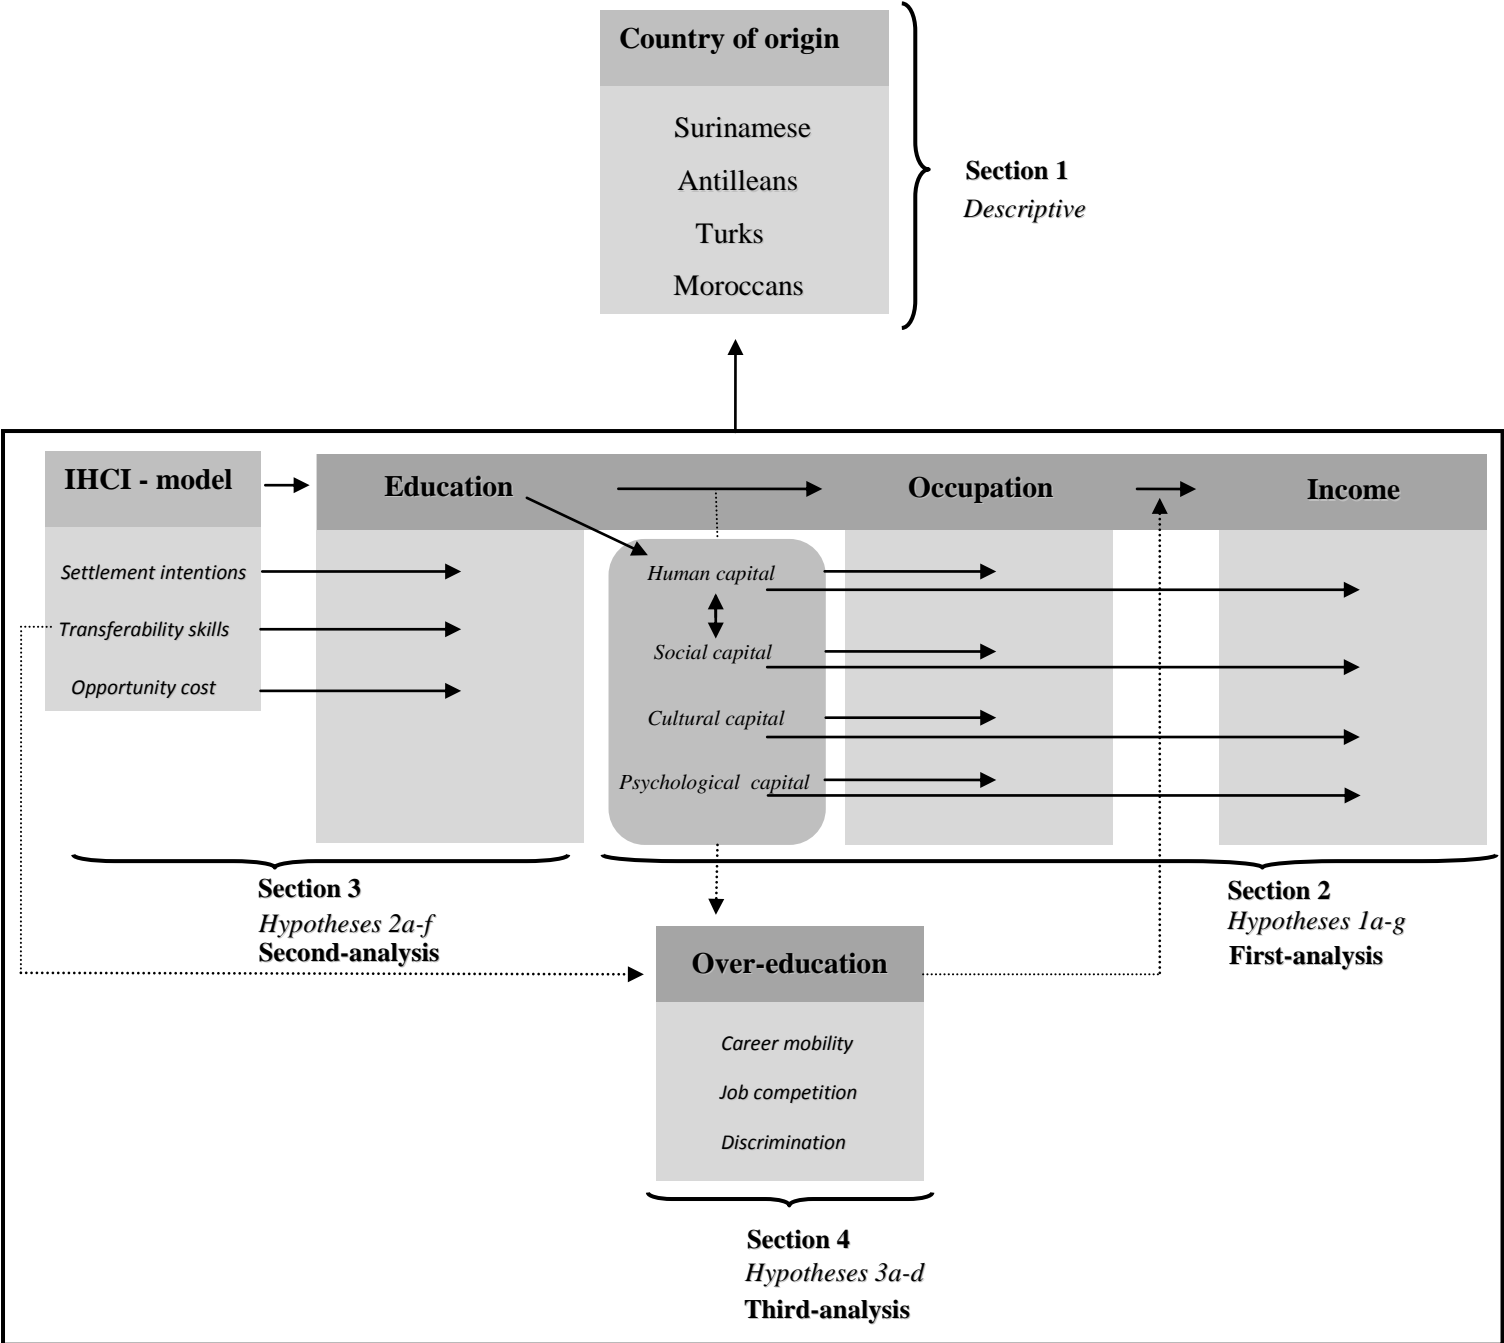 Country of origin
Surinamese
Antilleans
Turks
Moroccans
Section 1
Descriptive
IHCI - model
Education
Occupation
Income
Settlement intentions
Transferability skills
Opportunity cost
Human capital
Social capital
Cultural capital
Psychological capital
Section 3
Hypotheses 2a-f
Second-analysis
Section 2
Hypotheses 1a-g
First-analysis
Over-education
Career mobility
Job competition
Discrimination
Section 4
Hypotheses 3a-d
Third-analysis